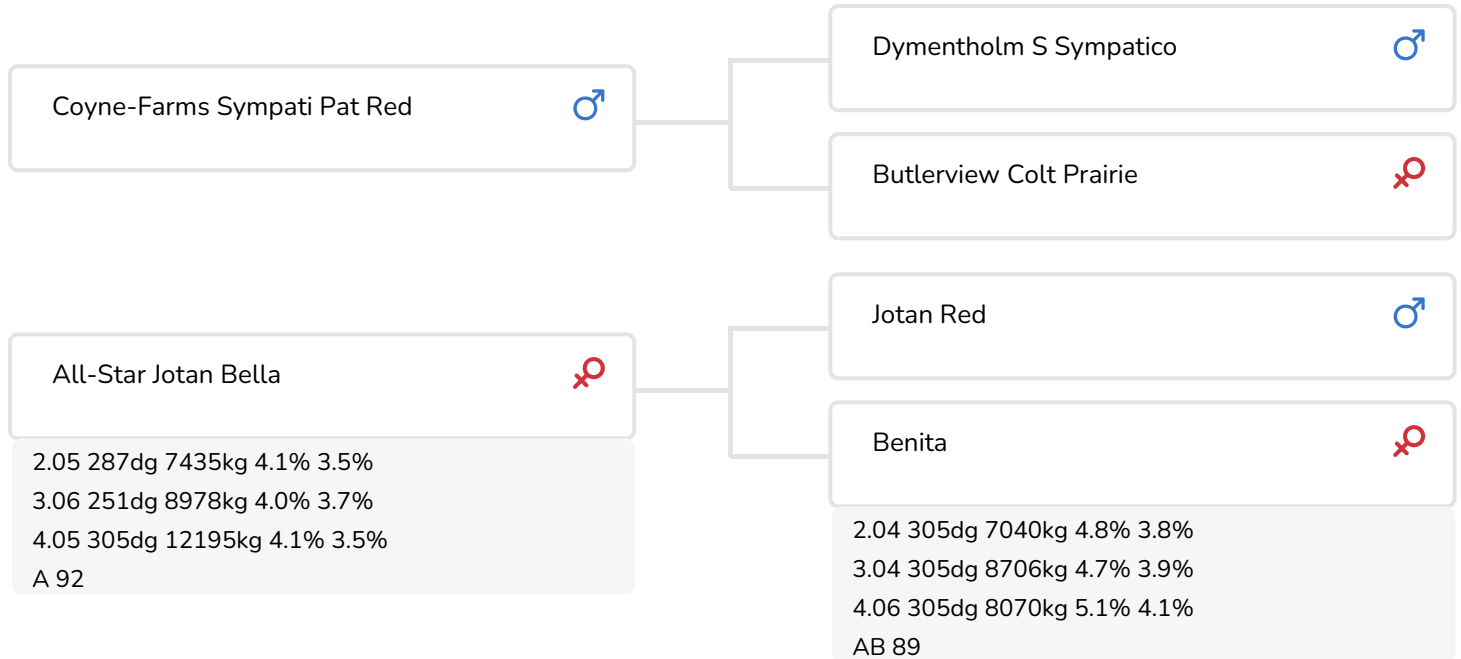 Dymentholm S Sympatico
Coyne-Farms Sympati Pat Red
Butlerview Colt Prairie
Jotan Red
All-Star Jotan Bella
2.05 287dg 7435kg 4.1% 3.5%
3.06 251dg 8978kg 4.0% 3.7%
4.05 305dg 12195kg 4.1% 3.5%
A 92
Benita
2.04 305dg 7040kg 4.8% 3.8%
3.04 305dg 8706kg 4.7% 3.9%
4.06 305dg 8070kg 5.1% 4.1%
AB 89